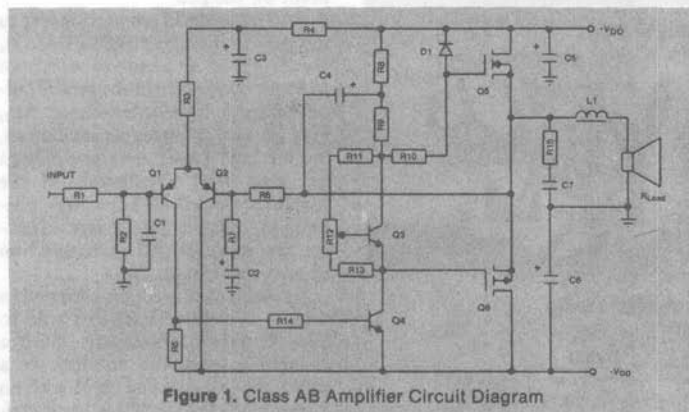 -VDD
R4
C3
C5
D1
R8
C4
Q5
L1
R3
R9
R15
R11
R10
INPUT
Q1
Q2
C7
RLoad
R1
R6
R2
C1
R7
R12
Q3
C2
R13
Q6
C6
R14
Q4
R5
-VDD
Figure 1. Class AB Amplifier Circuit Diagram